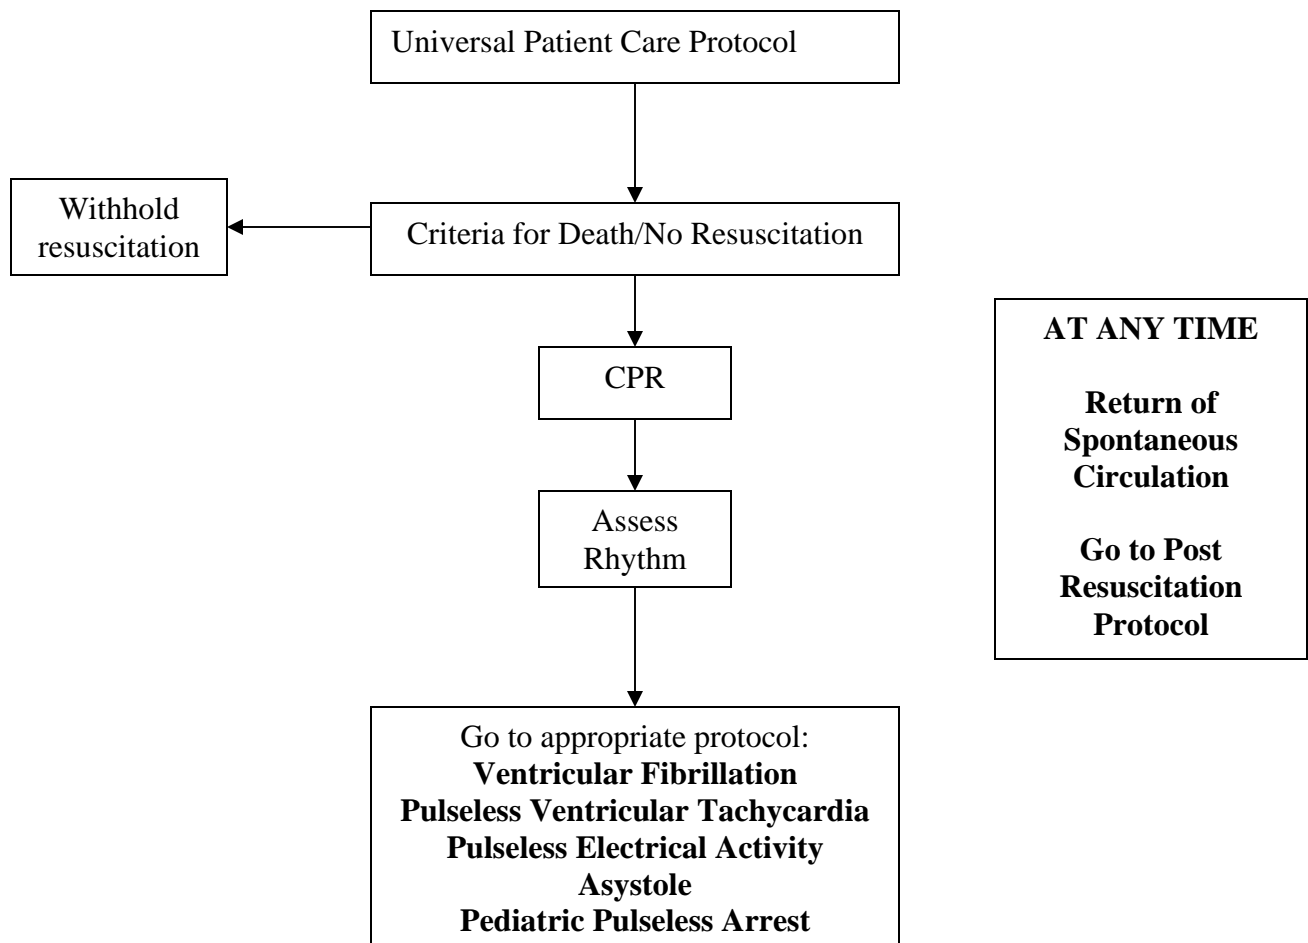 Universal Patient Care Protocol
Withhold
resuscitation
Criteria for Death/No Resuscitation
CPR
Assess
Rhythm
AT ANY TIME
Return of
Spontaneous
Circulation
Go to Post
Resuscitation
Protocol
Go to appropriate protocol:
Ventricular Fibrillation
Pulseless Ventricular Tachycardia
Pulseless Electrical Activity
Asystole
Pediatric Pulseless Arrest